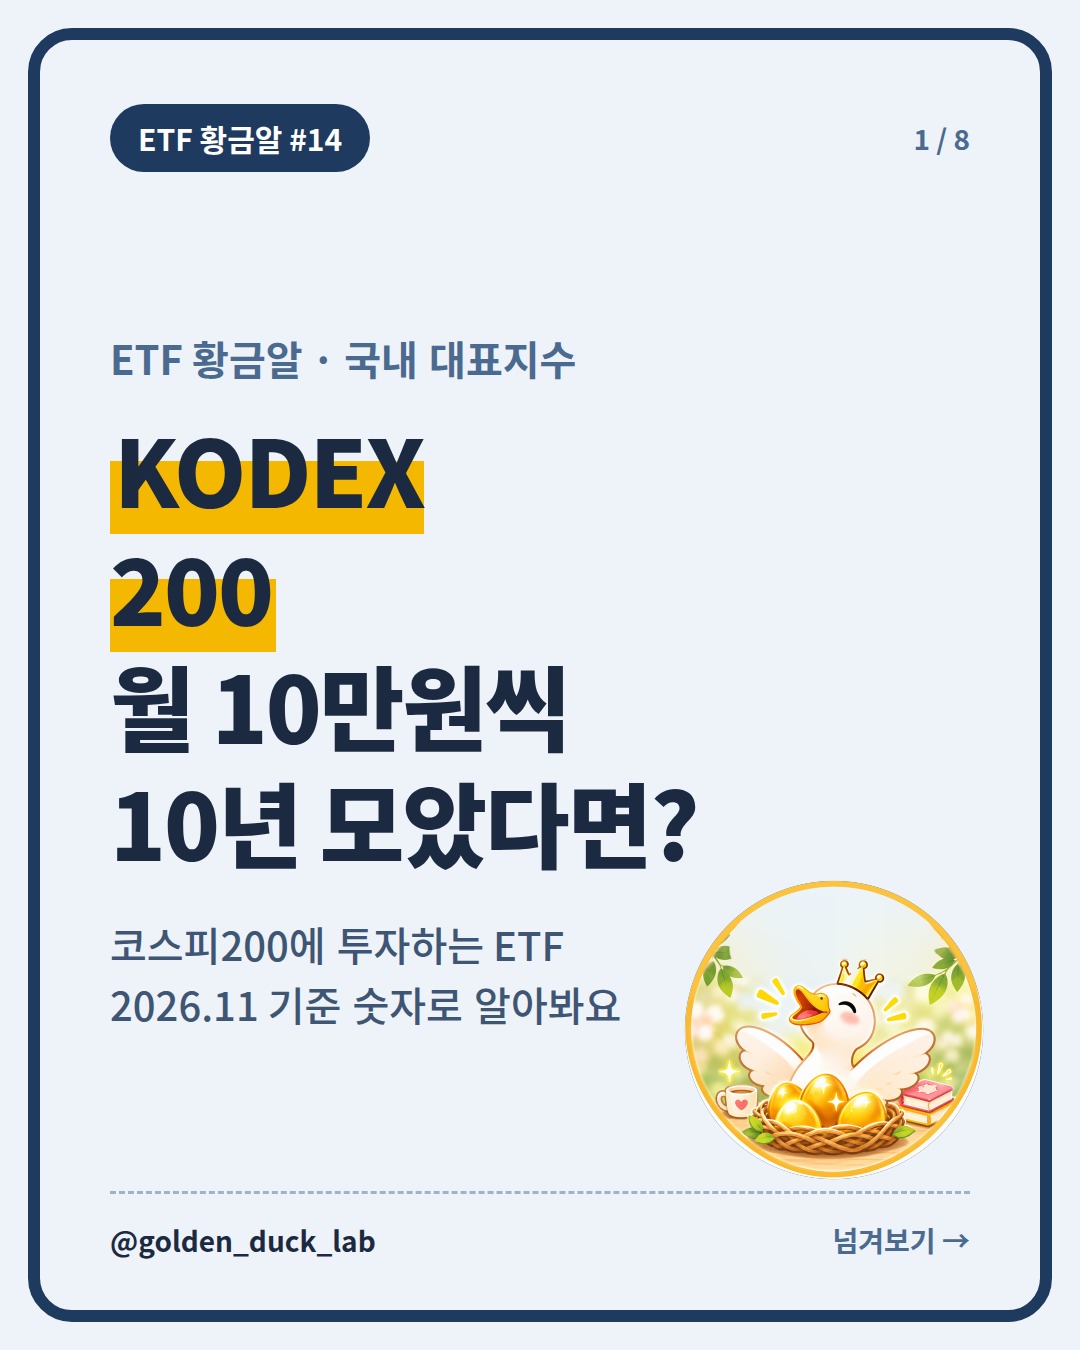 ETF 황금알 #14
1 / 8
ETF 황금알 · 국내 대표지수
KODEX
200
월 10만원씩
10년 모았다면?
코스피200에 투자하는 ETF
2026.11 기준 숫자로 알아봐요
@golden_duck_lab
넘겨보기 →